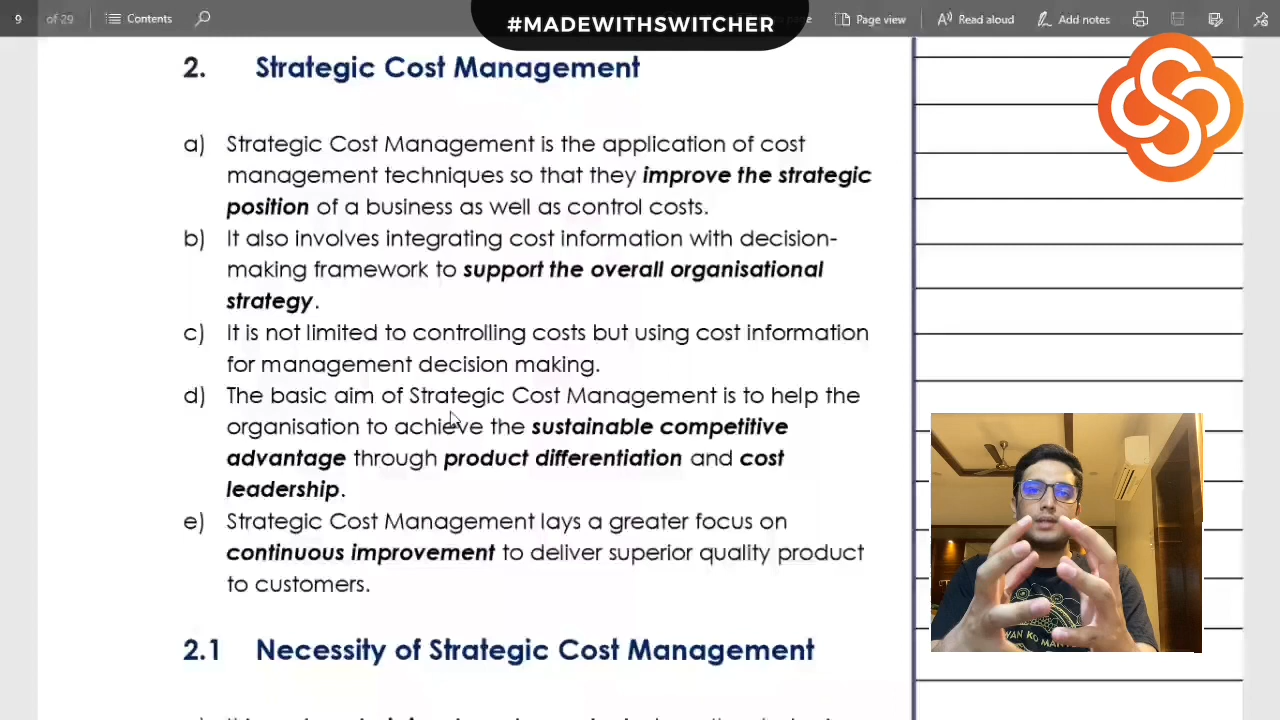 9 of 29 Contents Page view Read aloud Add notes
#MADEWITHSWITCHER
2. Strategic Cost Management
a) Strategic Cost Management is the application of cost
management techniques so that they improve the strategic
position of a business as well as control costs.
b) It also involves integrating cost information with decision-
making framework to support the overall organisational
strategy.
c) It is not limited to controlling costs but using cost information
for management decision making.
d) The basic aim of Strategic Cost Management is to help the
organisation to achieve the sustainable competitive
advantage through product differentiation and cost
leadership.
e) Strategic Cost Management lays a greater focus on
continuous improvement to deliver superior quality product
to customers.
2.1 Necessity of Strategic Cost Management